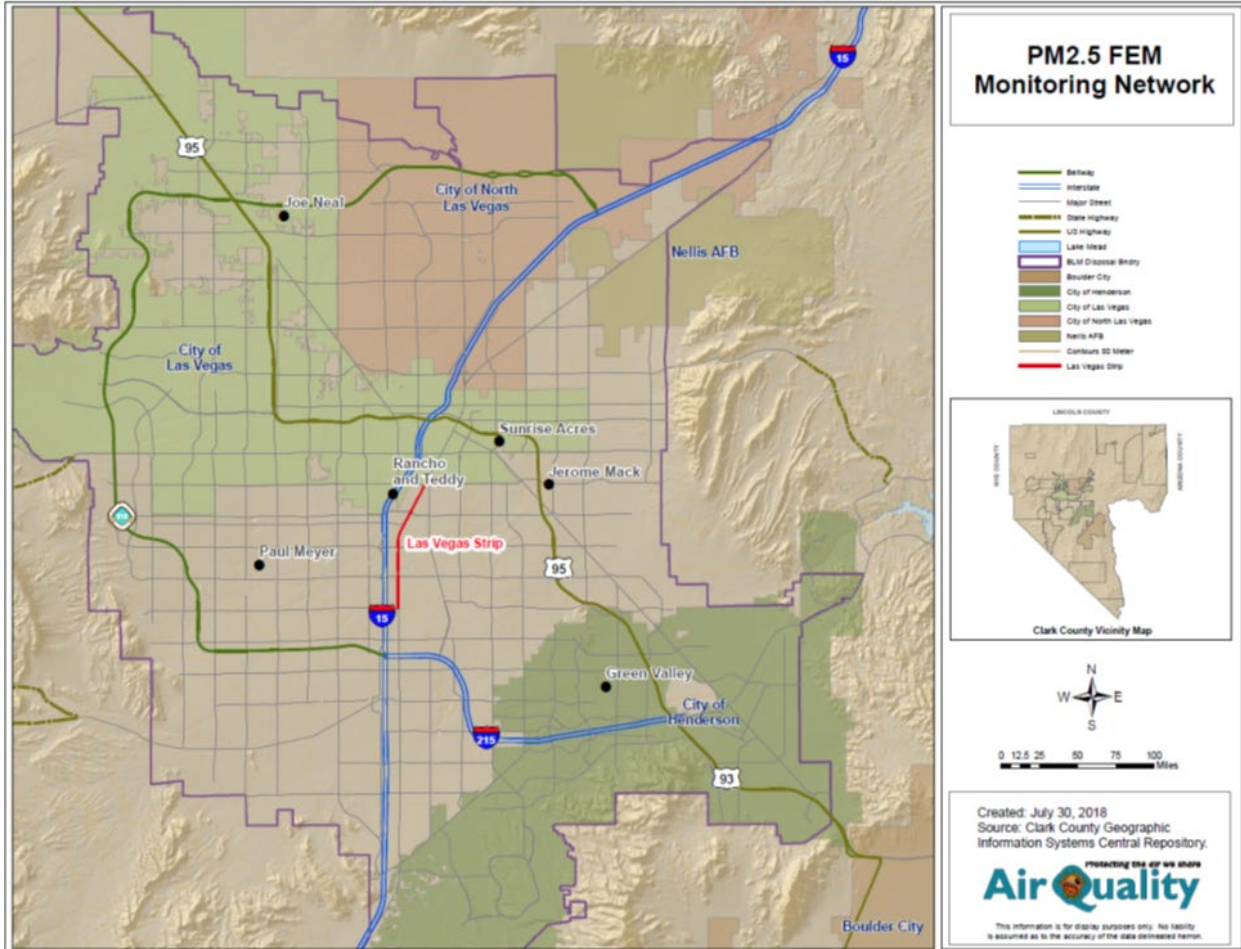 PM2.5 FEM
Monitoring Network
15
95
Joe Neal
City of North
Las Vegas
Nellis AFB
City of
Las Vegas
Sunrise Acres
Rancho
and Teddy
Jerome Mack
Las Vegas Strip
Paul Meyer
95
15
Green Valley
City of
Henderson
215
93
Boulder City
Beltway
Interstate
Major Street
State Highway
US Highway
Lake Mead
BLM Disposal Bndry
Boulder City
City of Henderson
City of Las Vegas
City of North Las Vegas
Nellis AFB
Contours 50 Meter
Las Vegas Strip
LINCOLN COUNTY
NYE COUNTY
ARIZONA COUNTY
Clark County Vicinity Map
N
W E
S
0 12.5 25 50 75 100
Miles
Created: July 30, 2018
Source: Clark County Geographic
Information Systems Central Repository.
Protecting the air we share
Air Quality
This information is for display purposes only. No liability
is assumed as to the accuracy of the data delineated herron.